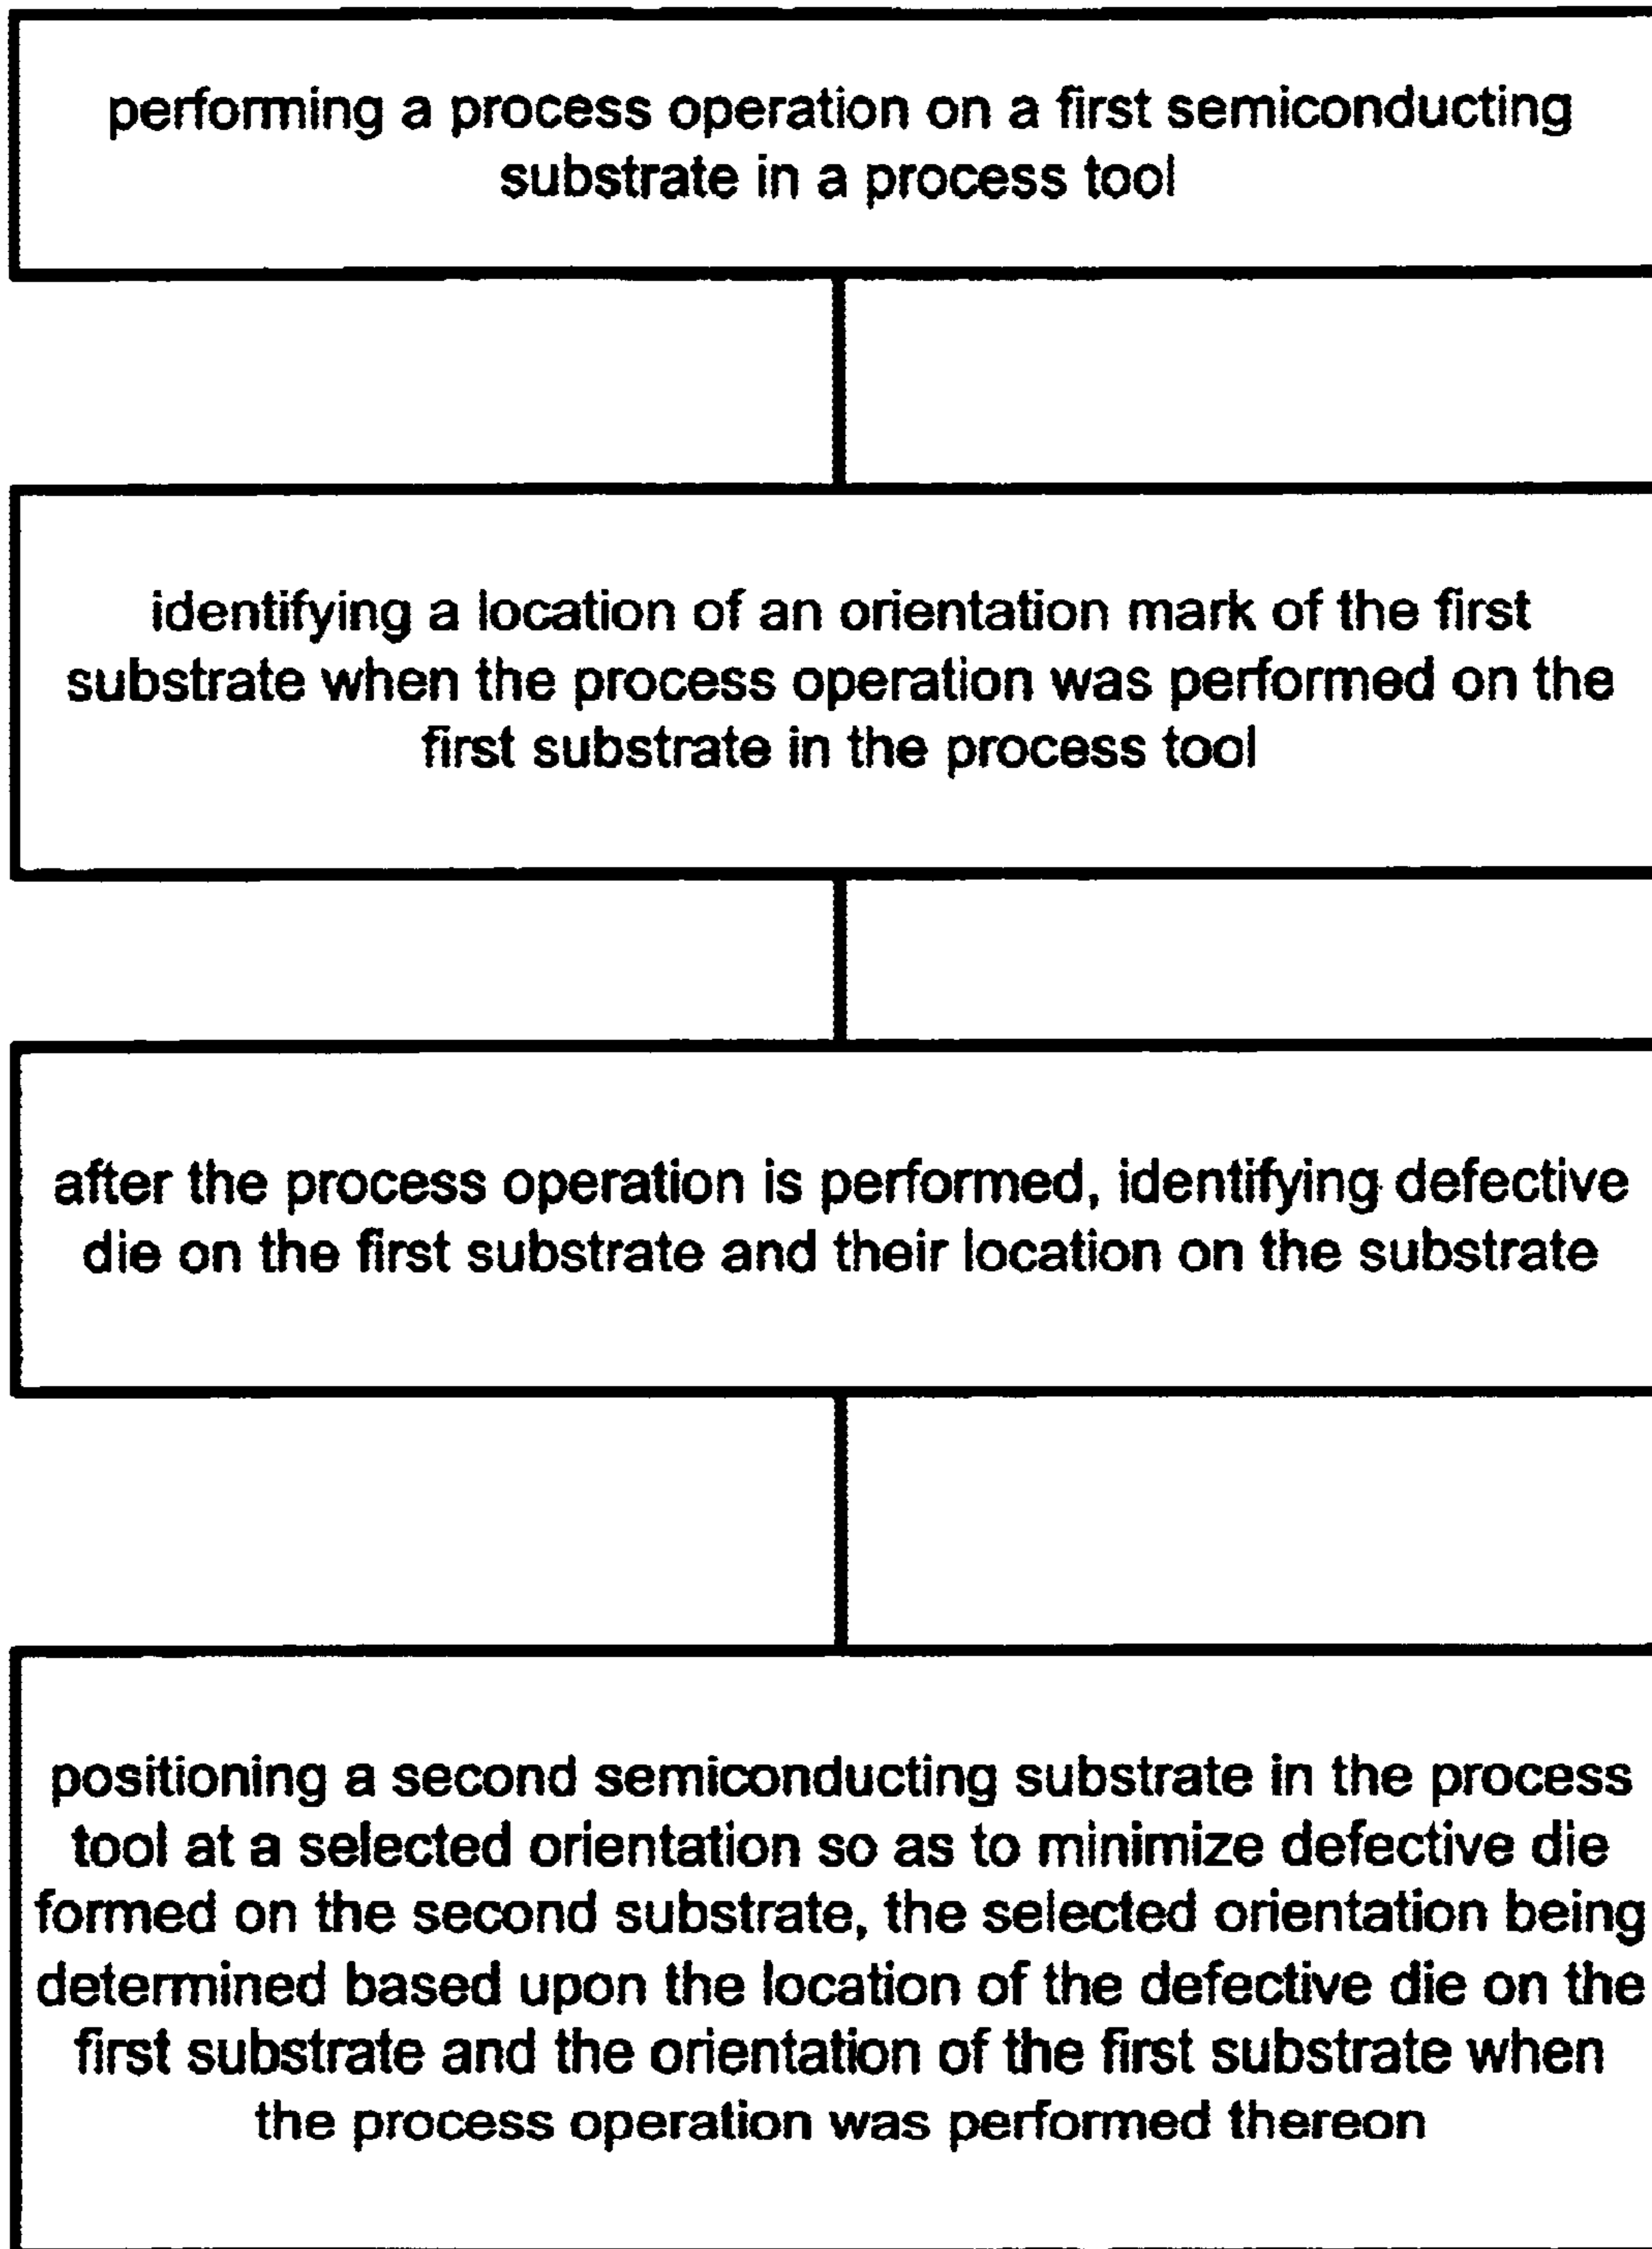 performing a process operation on a first semiconducting
substrate in a process tool
identifying a location of an orientation mark of the first
substrate when the process operation was performed on the
first substrate in the process tool
after the process operation is performed, identifying defective
die on the first substrate and their location on the substrate
positioning a second semiconducting substrate in the process
tool at a selected orientation so as to minimize defective die
formed on the second substrate, the selected orientation being
determined based upon the location of the defective die on the
first substrate and the orientation of the first substrate when
the process operation was performed thereon